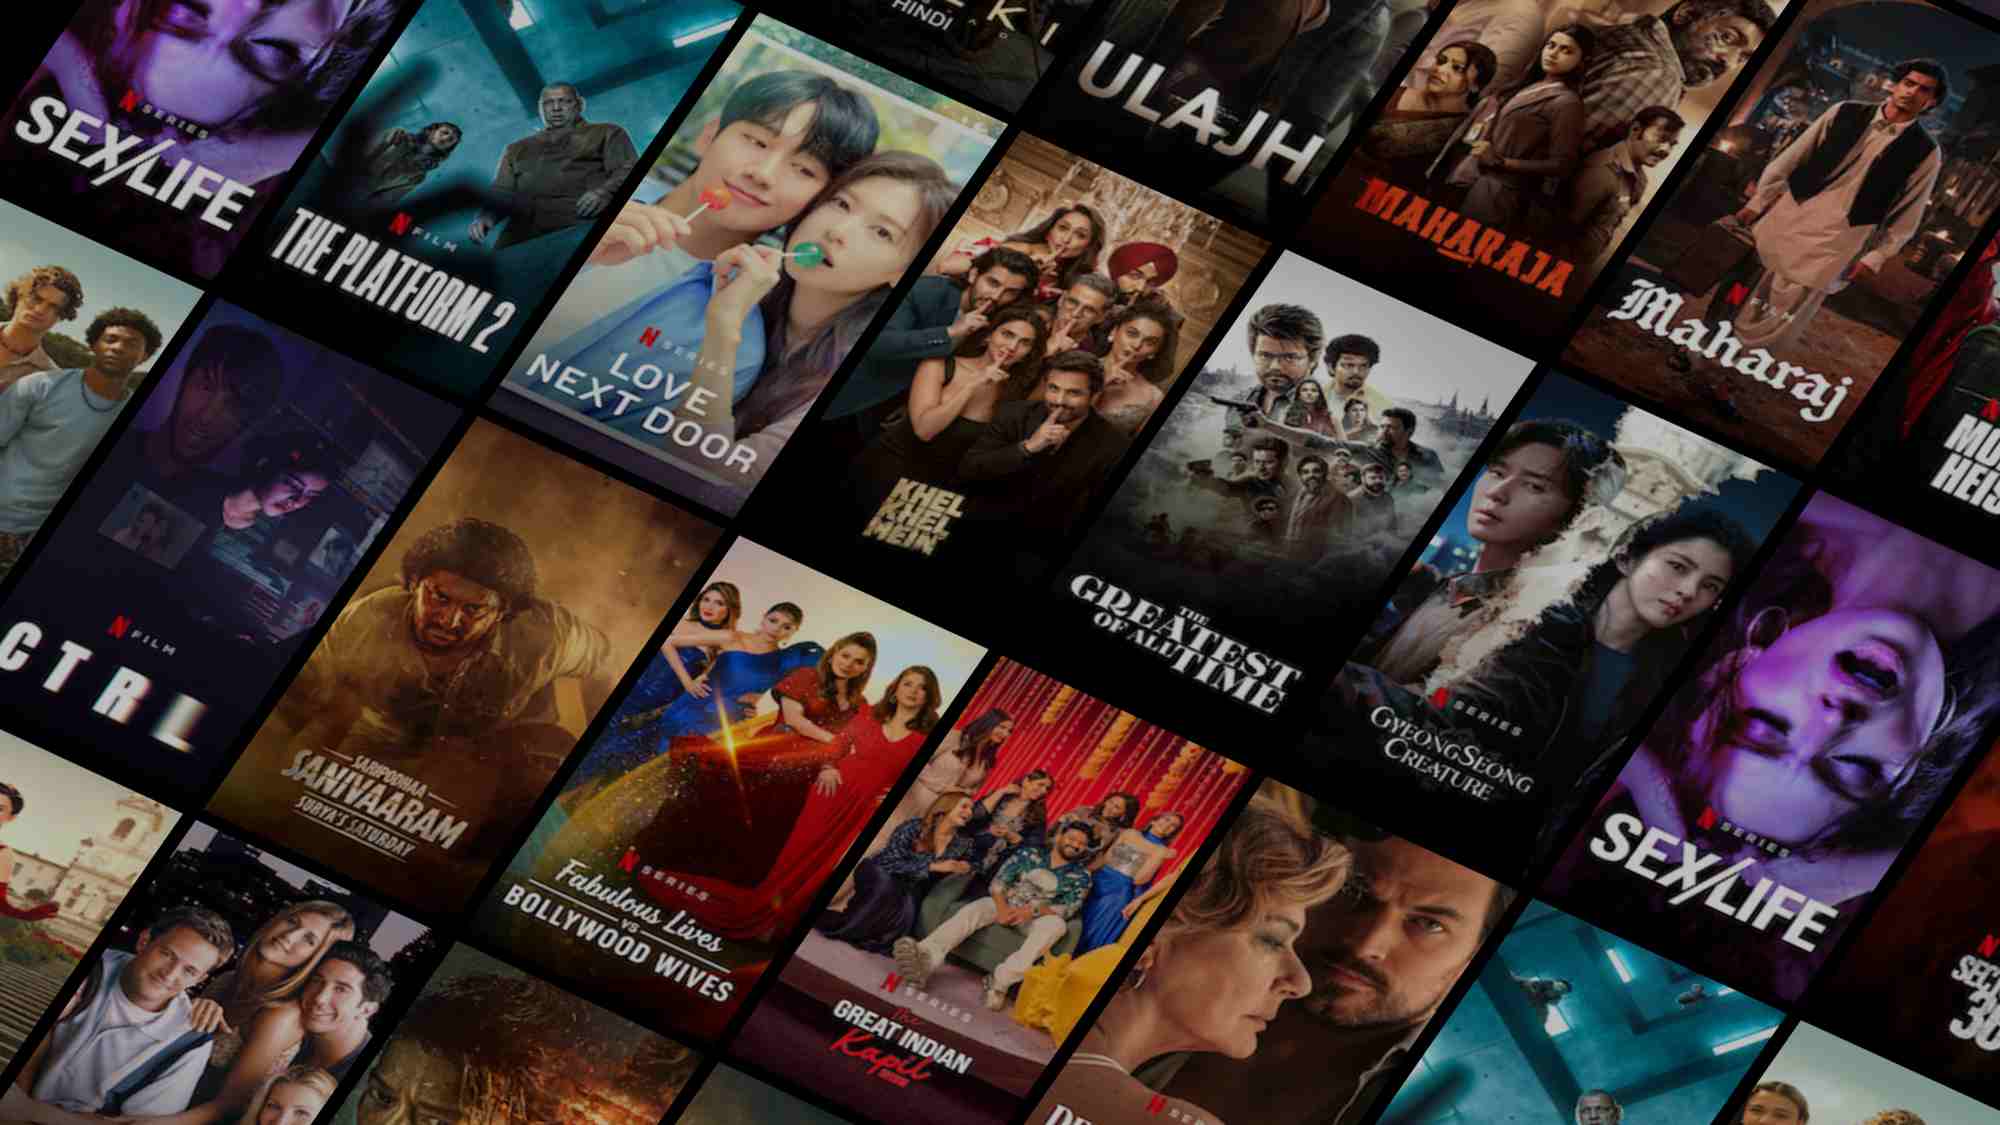 HINDI
ULAJH
N SERIES
SEX/LIFE
N FILM
THE PLATFORM 2
N SERIES
LOVE
NEXT DOOR
KHEL
KHEL
MEIN
MAHARAJA
N FILM
Maharaj
N FILM
CTRL
SARIPODHAA
SANIVAARAM
SURYA'S SATURDAY
N SERIES
Fabulous Lives
VS
BOLLYWOOD WIVES
N SERIES
The
GREAT INDIAN
Kapil
SHOW
THE
GREATEST
OF ALL TIME
N SERIES
GYEONGSEONG
CREATURE
N SERIES
SEX/LIFE
N
N
N